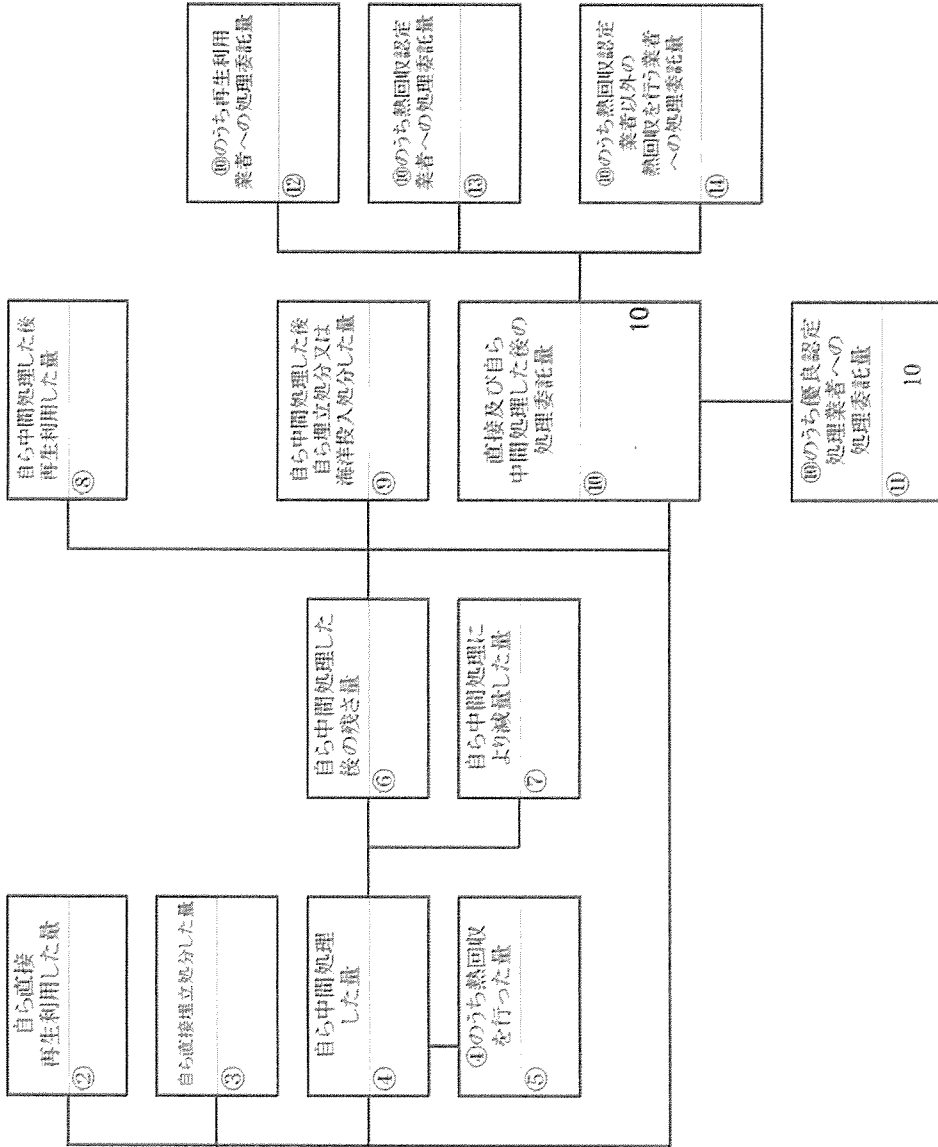 自ら直接
再生利用した量
②
自ら直接埋立処分した量
③
自ら中間処理
した量
④
④のうち熱回収
を行った量
⑤
自ら中間処理した
後の残さ量
⑥
自ら中間処理に
より減量した量
⑦
自ら中間処理した後
再生利用した量
⑧
自ら中間処理した後
自ら埋立処分又は
海洋投入処分した量
⑨
直接及び自ら
中間処理した後の
処理委託量
⑩
10
⑩のうち優良認定
処理業者への
処理委託量
⑪
10
⑩のうち再生利用
業者への処理委託量
⑫
⑩のうち熱回収認定
業者への処理委託量
⑬
⑩のうち熱回収認定
業者以外の
熱回収を行う業者
への処理委託量
⑭